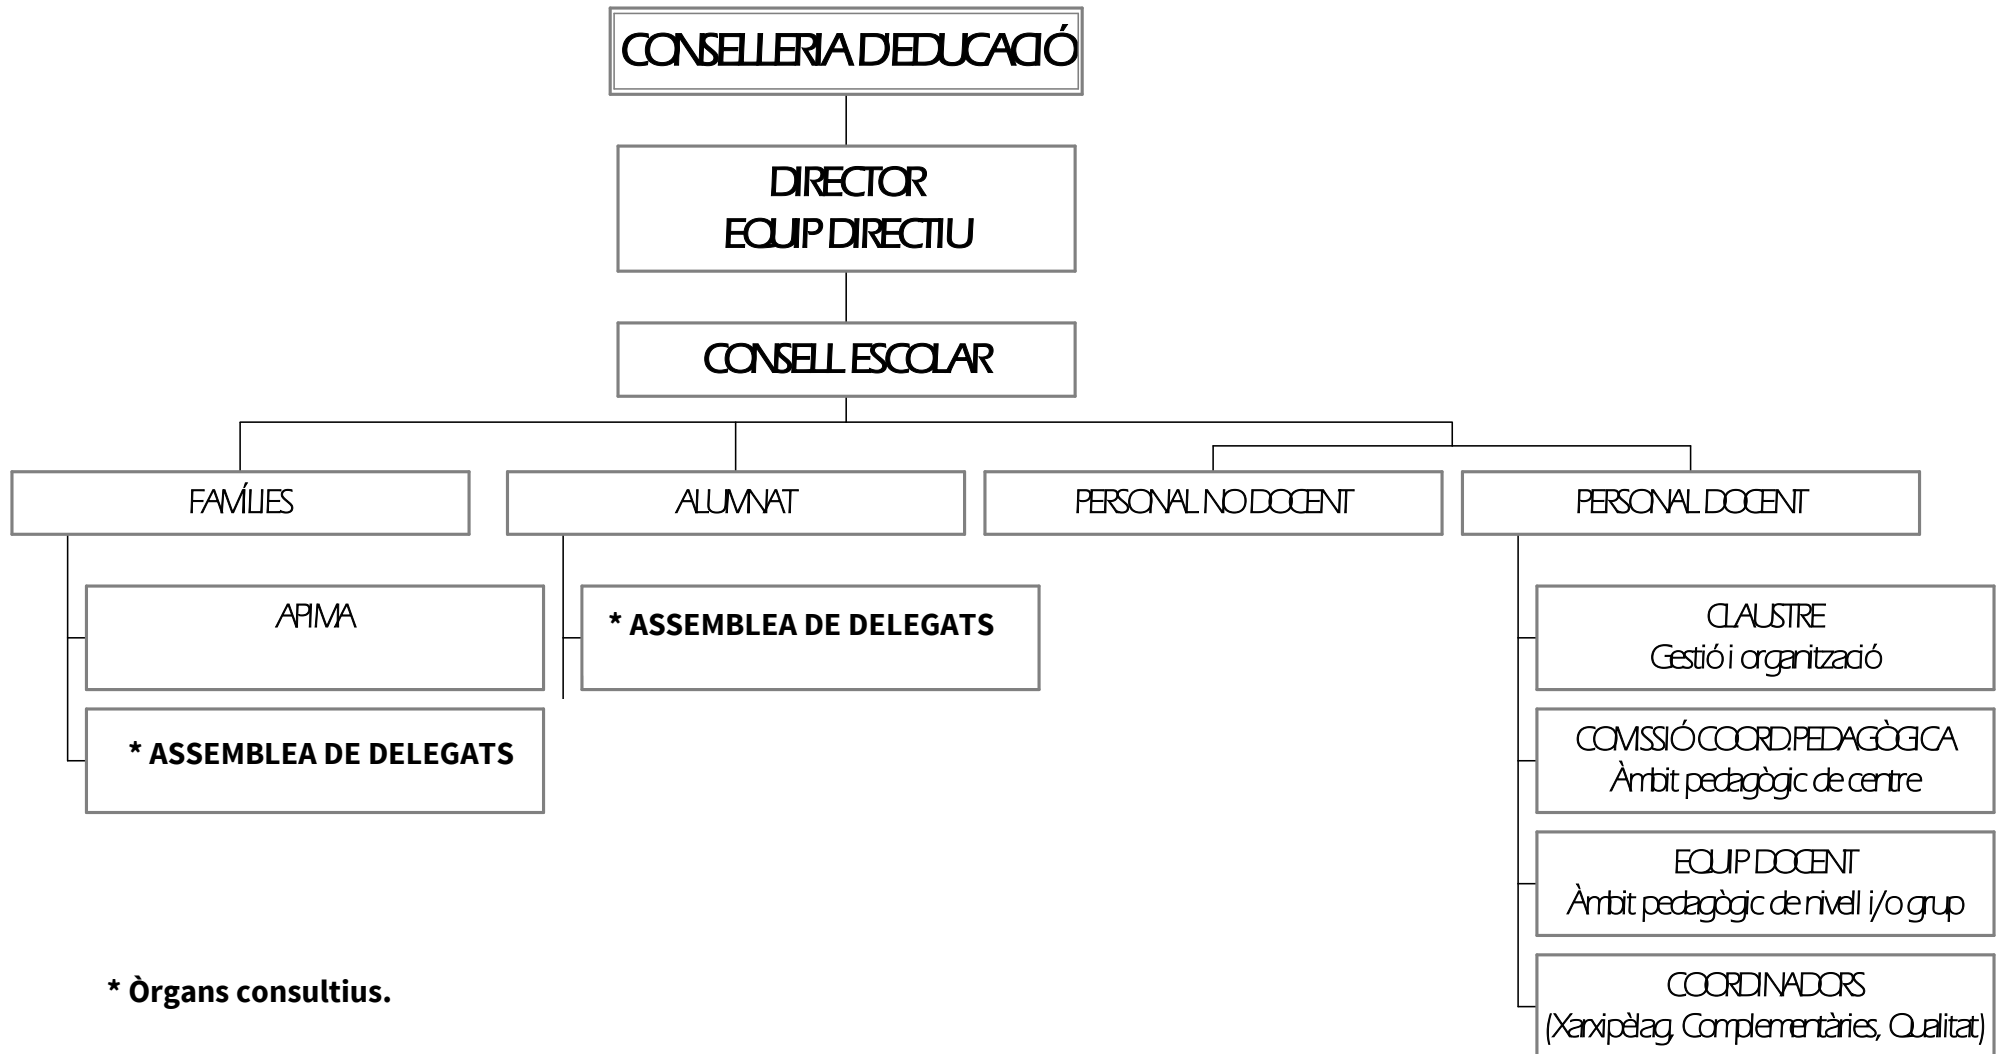 CONSELLERIA D'EDUCACIÓ
DIRECTOR
EQUIP DIRECTIU
CONSELL ESCOLAR
FAMÍLIES
ALUMNAT
PERSONAL NO DOCENT
PERSONAL DOCENT
APIMA
* ASSEMBLEA DE DELEGATS
* ASSEMBLEA DE DELEGATS
CLAUSTRE
Gestió i organització
COMISSIÓ COORD.PEDAGÒGICA
Àmbit pedagògic de centre
EQUIP DOCENT
Àmbit pedagògic de nivell i/o grup
COORDINADORS
(Xarxipèlag, Complementàries, Qualitat)
* Òrgans consultius.